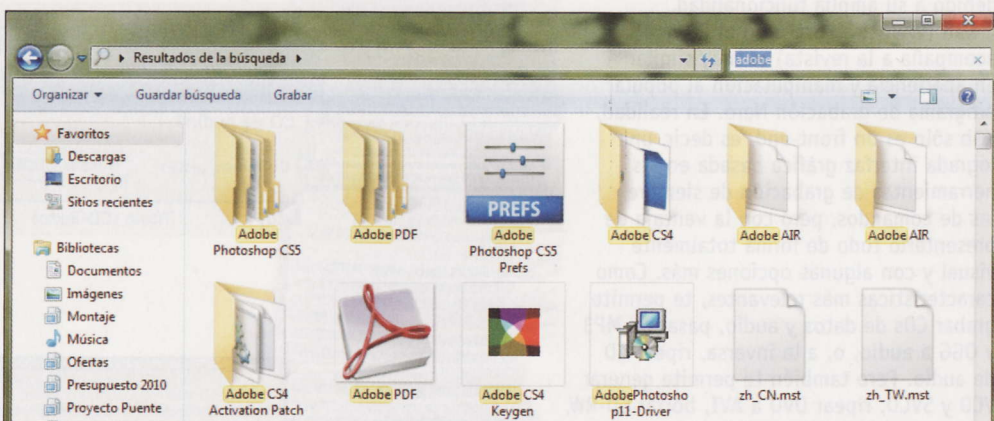 Resultados de la búsqueda
adobe
Organizar
Guardar búsqueda
Grabar
Favoritos
Descargas
Escritorio
Sitios recientes
Bibliotecas
Documentos
Imágenes
Montaje
Música
Ofertas
Presupuesto 2010
Proyecto Puente
Adobe
Photoshop CS5
Adobe PDF
PREFS
Adobe
Photoshop CS5
Prefs
Adobe CS4
Adobe AIR
Adobe AIR
Adobe CS4
Activation Patch
Adobe PDF
Adobe CS4
Keygen
AdobePhotosho
p11-Driver
zh_CN.mst
zh_TW.mst